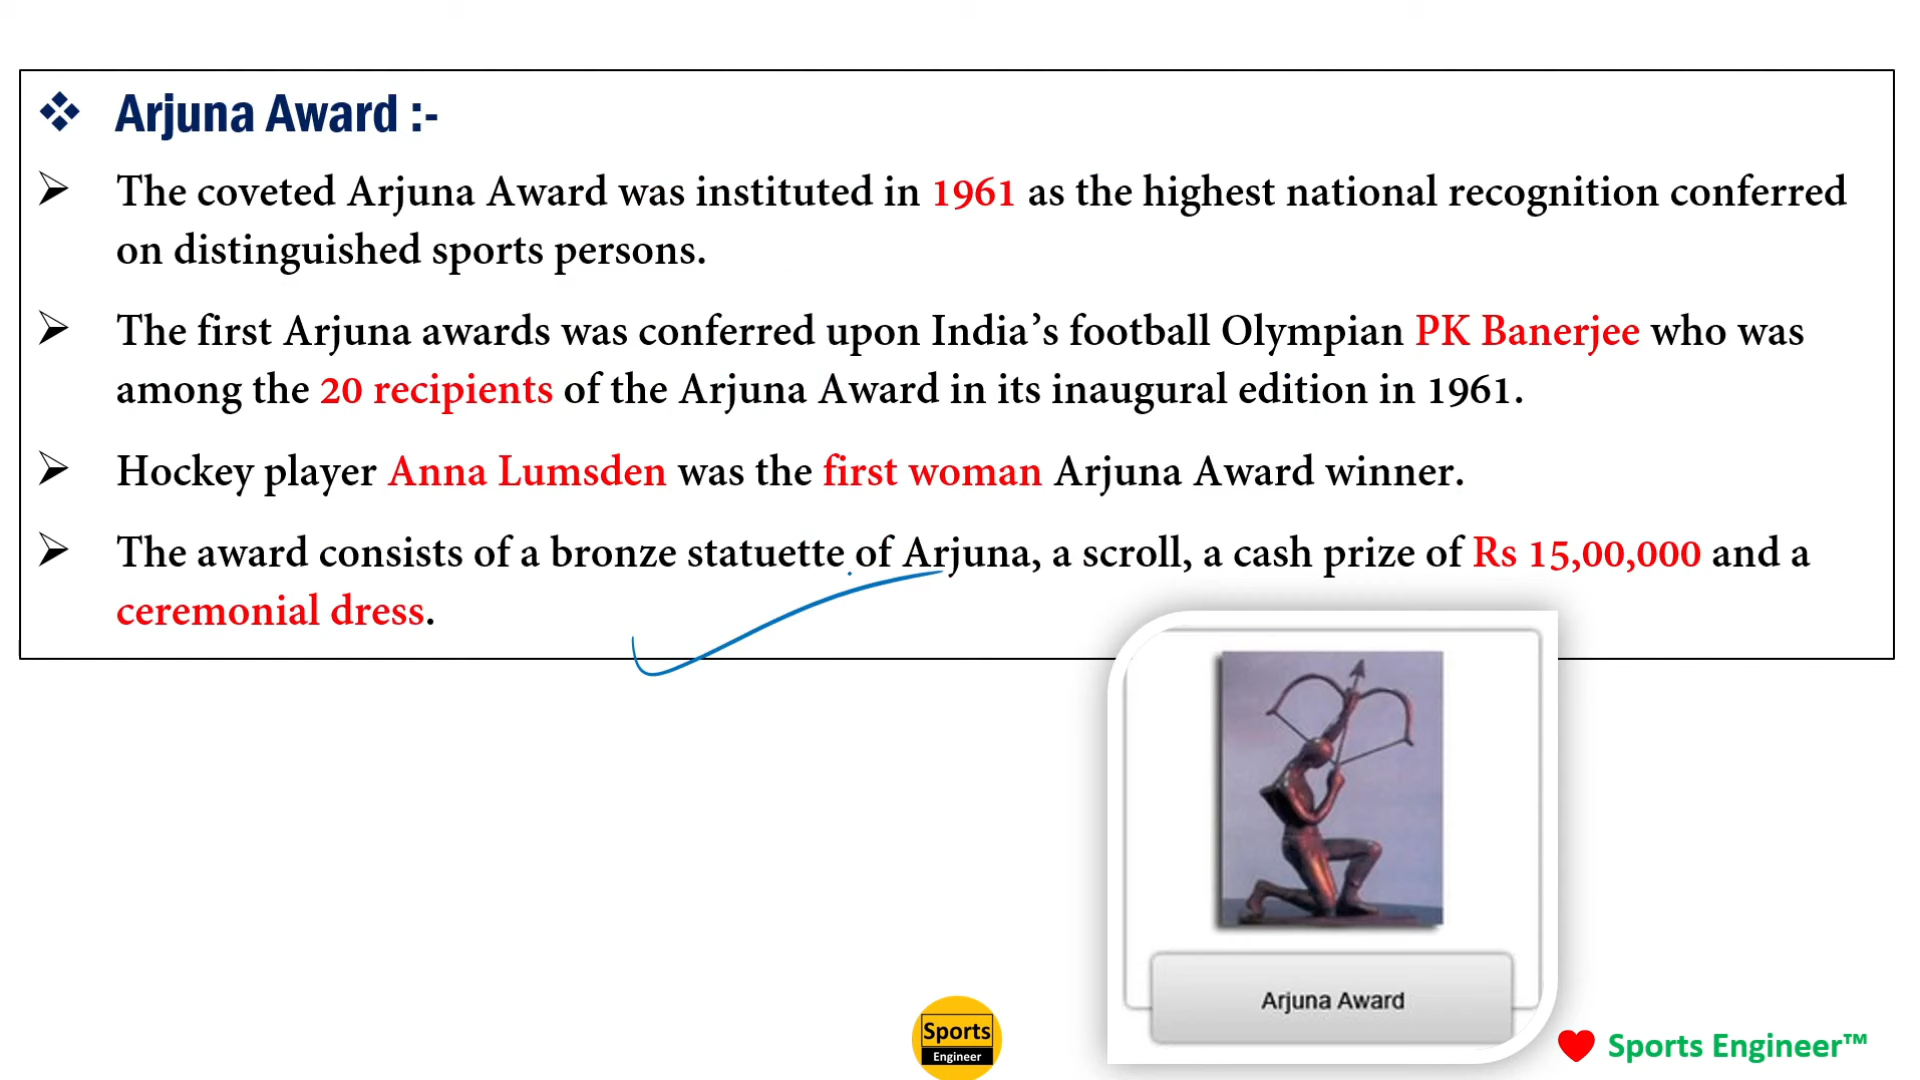 Arjuna Award :-
The coveted Arjuna Award was instituted in 1961 as the highest national recognition conferred
on distinguished sports persons.
The first Arjuna awards was conferred upon India’s football Olympian PK Banerjee who was
among the 20 recipients of the Arjuna Award in its inaugural edition in 1961.
Hockey player Anna Lumsden was the first woman Arjuna Award winner.
The award consists of a bronze statuette of Arjuna, a scroll, a cash prize of Rs 15,00,000 and a
ceremonial dress.
Arjuna Award
Sports
Engineer
Sports Engineer™